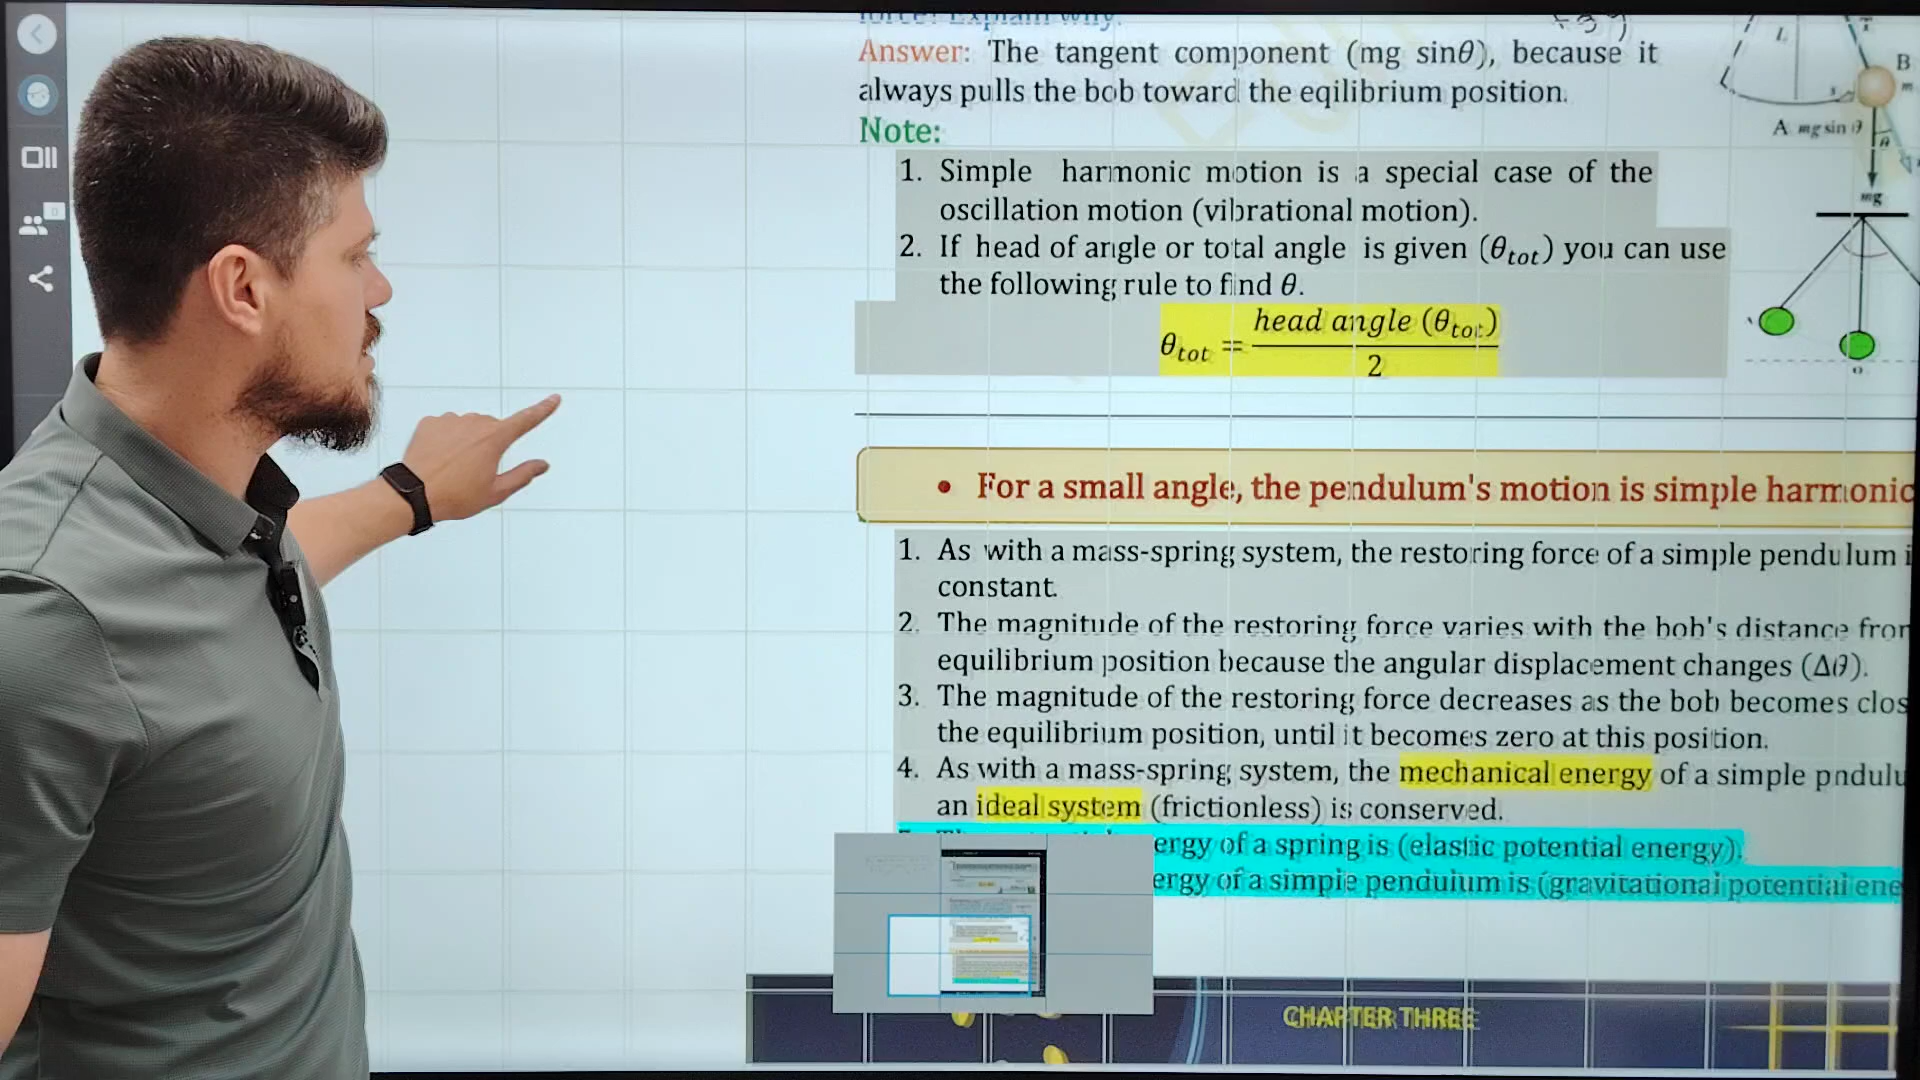 Answer: The tangent component (mg sinθ), because it
always pulls the bob toward the eqilibrium position.
Note:
1. Simple harmonic motion is a special case of the
oscillation motion (vibrational motion).
2. If head of angle or total angle is given (θtot) you can use
the following rule to find θ.
θtot = head angle (θtot) / 2
L
B
m
s
A mg sin θ
θ
mg
• For a small angle, the pendulum's motion is simple harmonic
1. As with a mass-spring system, the restoring force of a simple pendulum
constant.
2. The magnitude of the restoring force varies with the bob's distance
equilibrium position because the angular displacement changes (Δθ).
3. The magnitude of the restoring force decreases as the bob becomes
the equilibrium position, until it becomes zero at this position.
4. As with a mass-spring system, the mechanical energy of a simple
an ideal system (frictionless) is conserved.
of a spring is (elastic potential energy).
of a simple pendulum is (gravitational potential
CHAPTER THREE